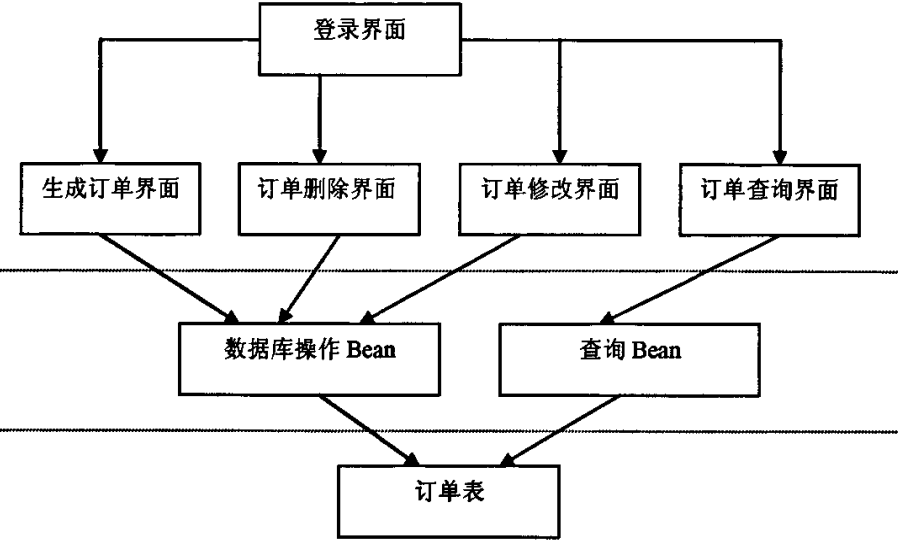 登录界面
生成订单界面
订单删除界面
订单修改界面
订单查询界面
数据库操作 Bean
查询 Bean
订单表